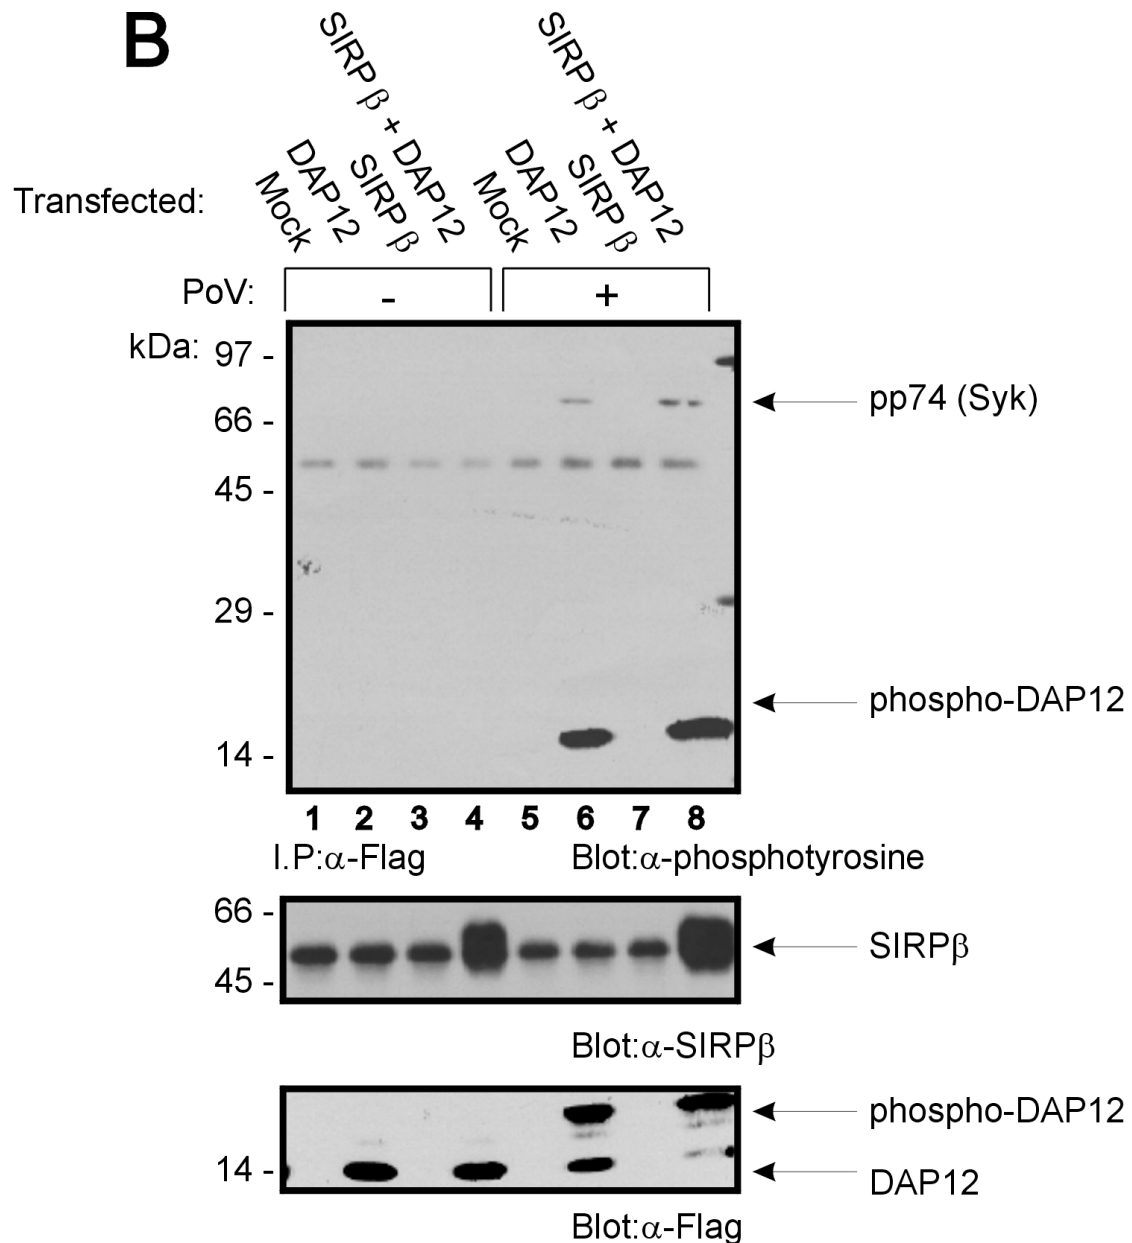 B
SIRP β + DAP12
SIRP β + DAP12
DAP12
SIRP β
DAP12
SIRP β
Transfected:
Mock
Mock
PoV:
-
+
kDa:
97 -
pp74 (Syk)
66 -
45 -
29 -
phospho-DAP12
14 -
1 2 3 4 5 6 7 8
I.P:α-Flag Blot:α-phosphotyrosine
66 -
SIRPβ
45 -
Blot:α-SIRPβ
phospho-DAP12
14 -
DAP12
Blot:α-Flag